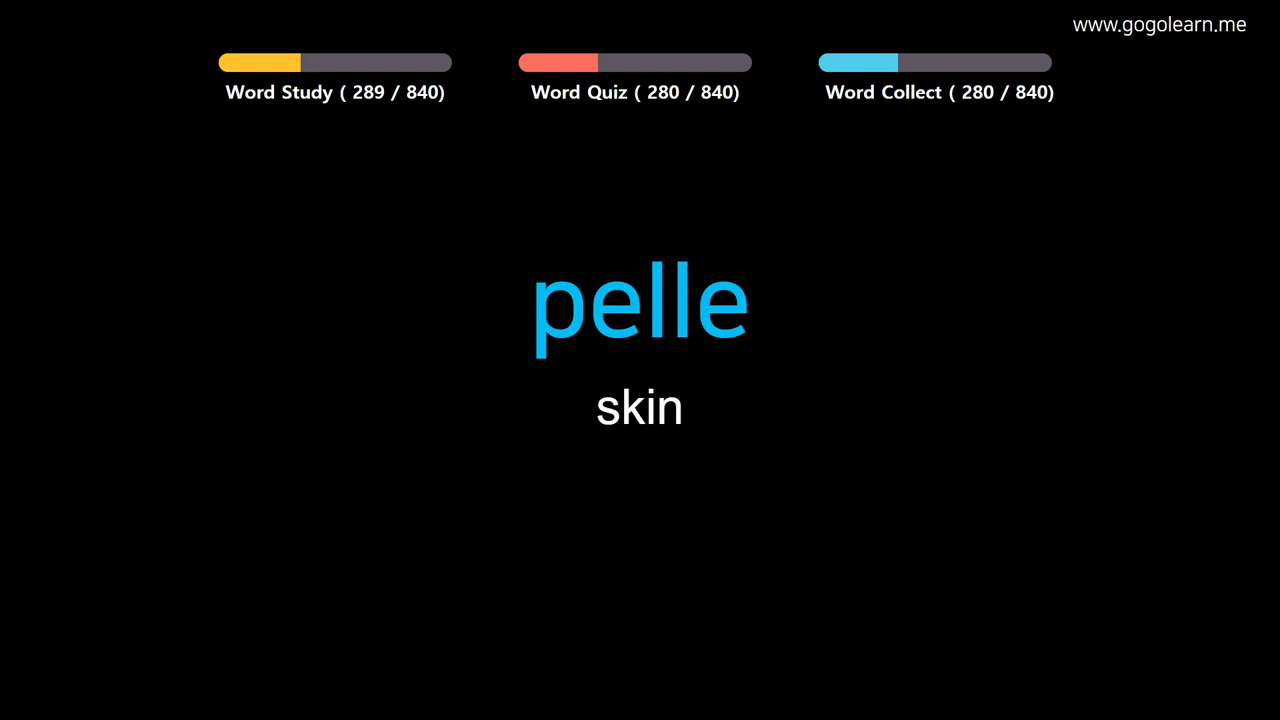 www.gogolearn.me
Word Study ( 289 / 840)
Word Quiz ( 280 / 840)
Word Collect ( 280 / 840)
pelle
skin